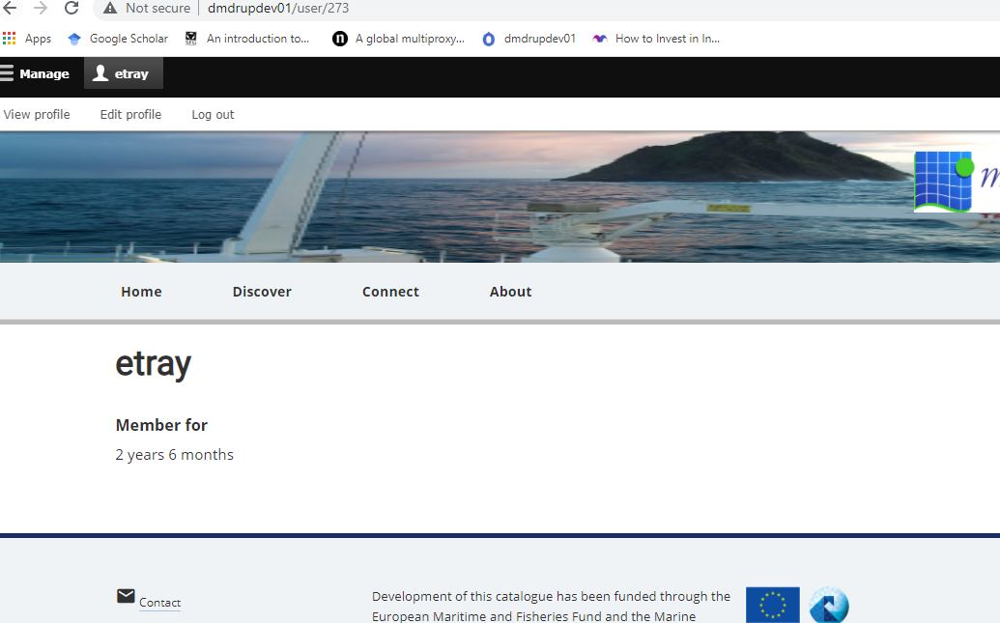 Not secure | dmdrupdev01/user/273
Apps Google Scholar An introduction to... A global multiproxy... dmdrupdev01 How to Invest in In...
Manage etray
View profile Edit profile Log out
Home Discover Connect About
etray
Member for
2 years 6 months
Contact
Development of this catalogue has been funded through the
European Maritime and Fisheries Fund and the Marine